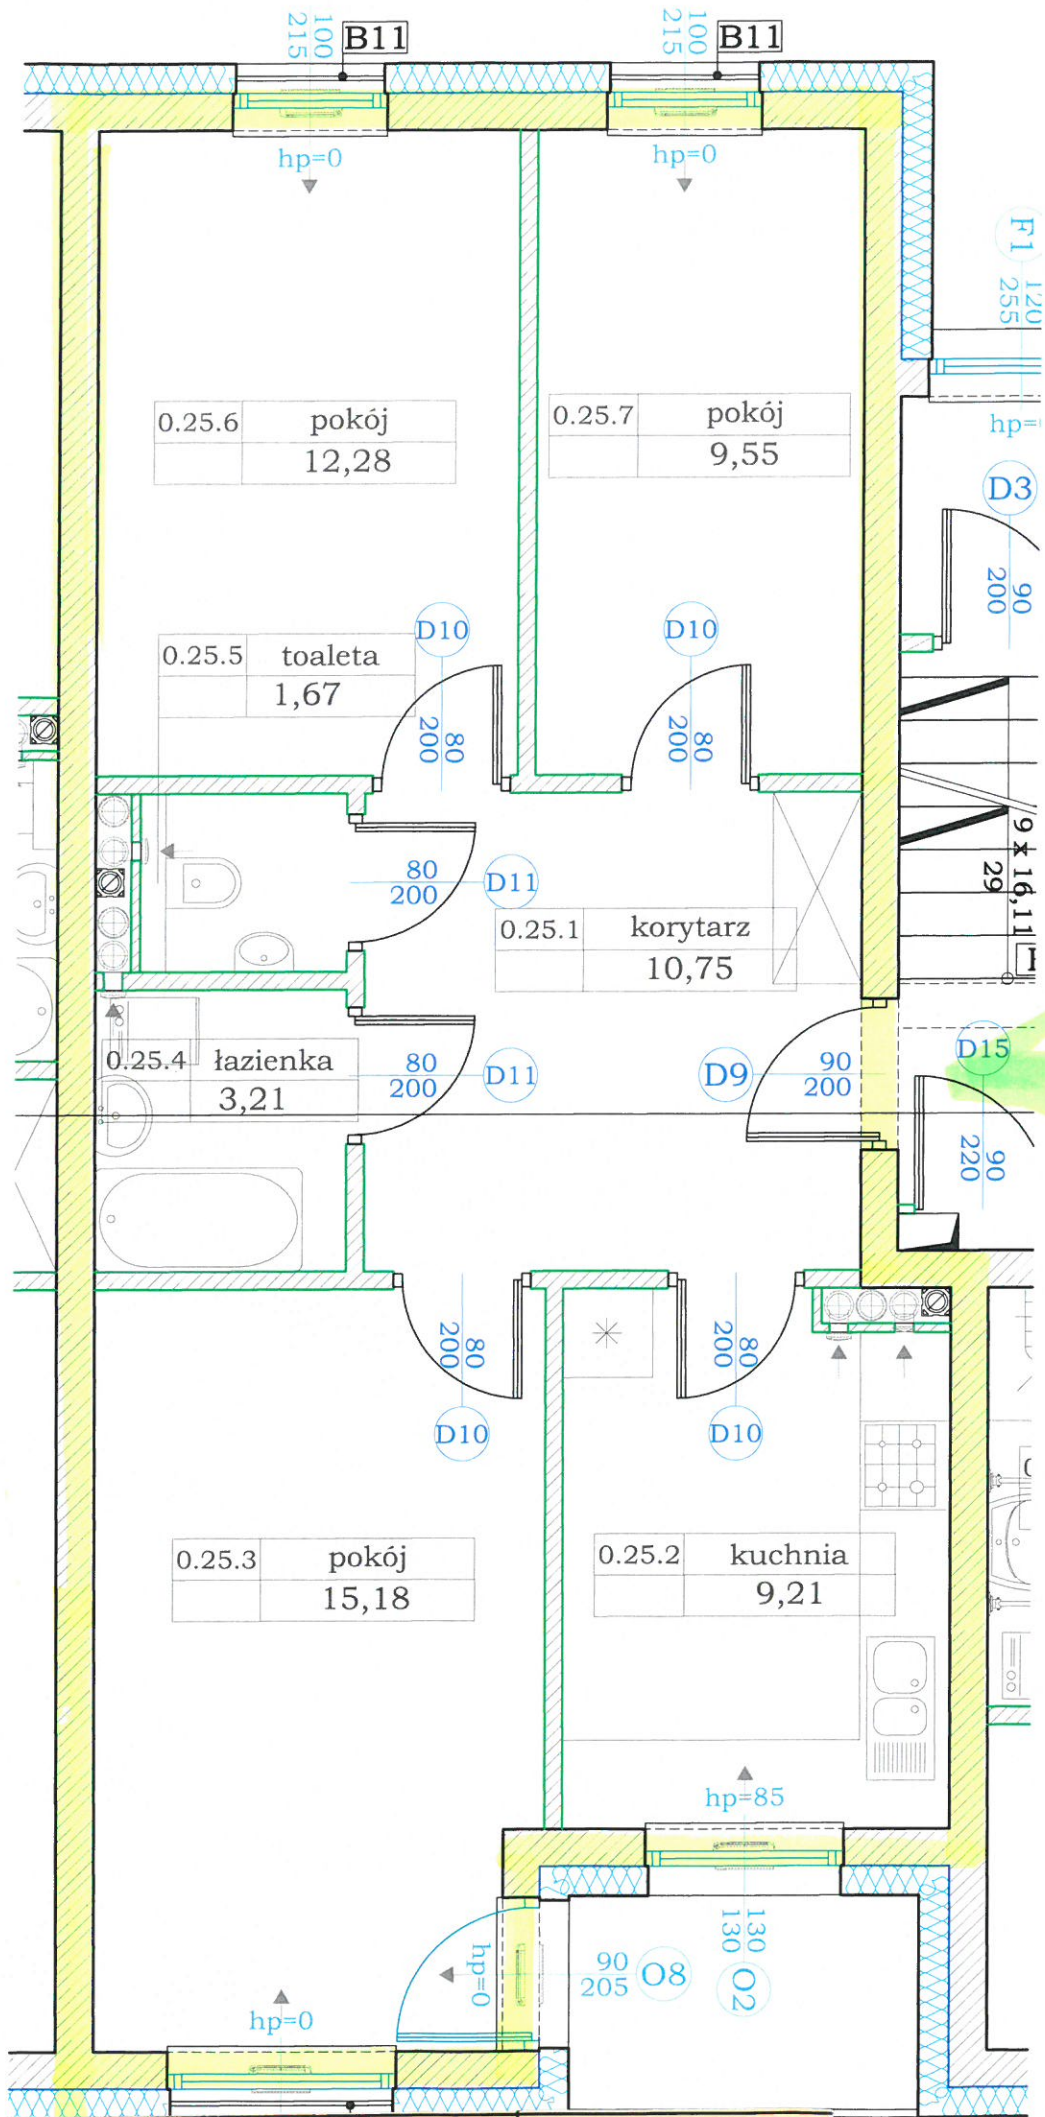 100
215
B11
100
215
B11
hp=0
hp=0
F1
120
255
hp=
0.25.6 pokój
12,28
0.25.7 pokój
9,55
D3
90
200
0.25.5 toaleta
1,67
D10
80
200
D10
80
200
9 x 16,11
29
80
200
D11
0.25.1 korytarz
10,75
0.25.4 łazienka
3,21
80
200
D11
D9
90
200
D15
90
220
80
200
D10
80
200
D10
0.25.3 pokój
15,18
0.25.2 kuchnia
9,21
hp=85
130
130
O2
hp=0
90
205
O8
hp=0